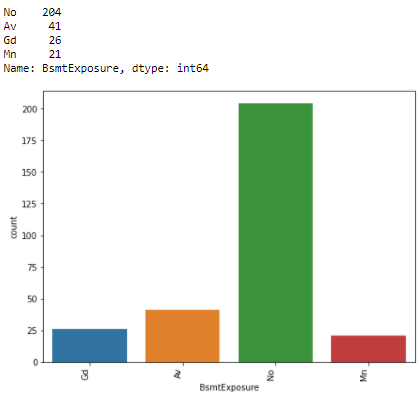 No    204
Av     41
Gd     26
Mn     21
Name: BsmtExposure, dtype: int64
200
175
150
125
100
75
50
25
0
count
Gd Av No Mn
BsmtExposure